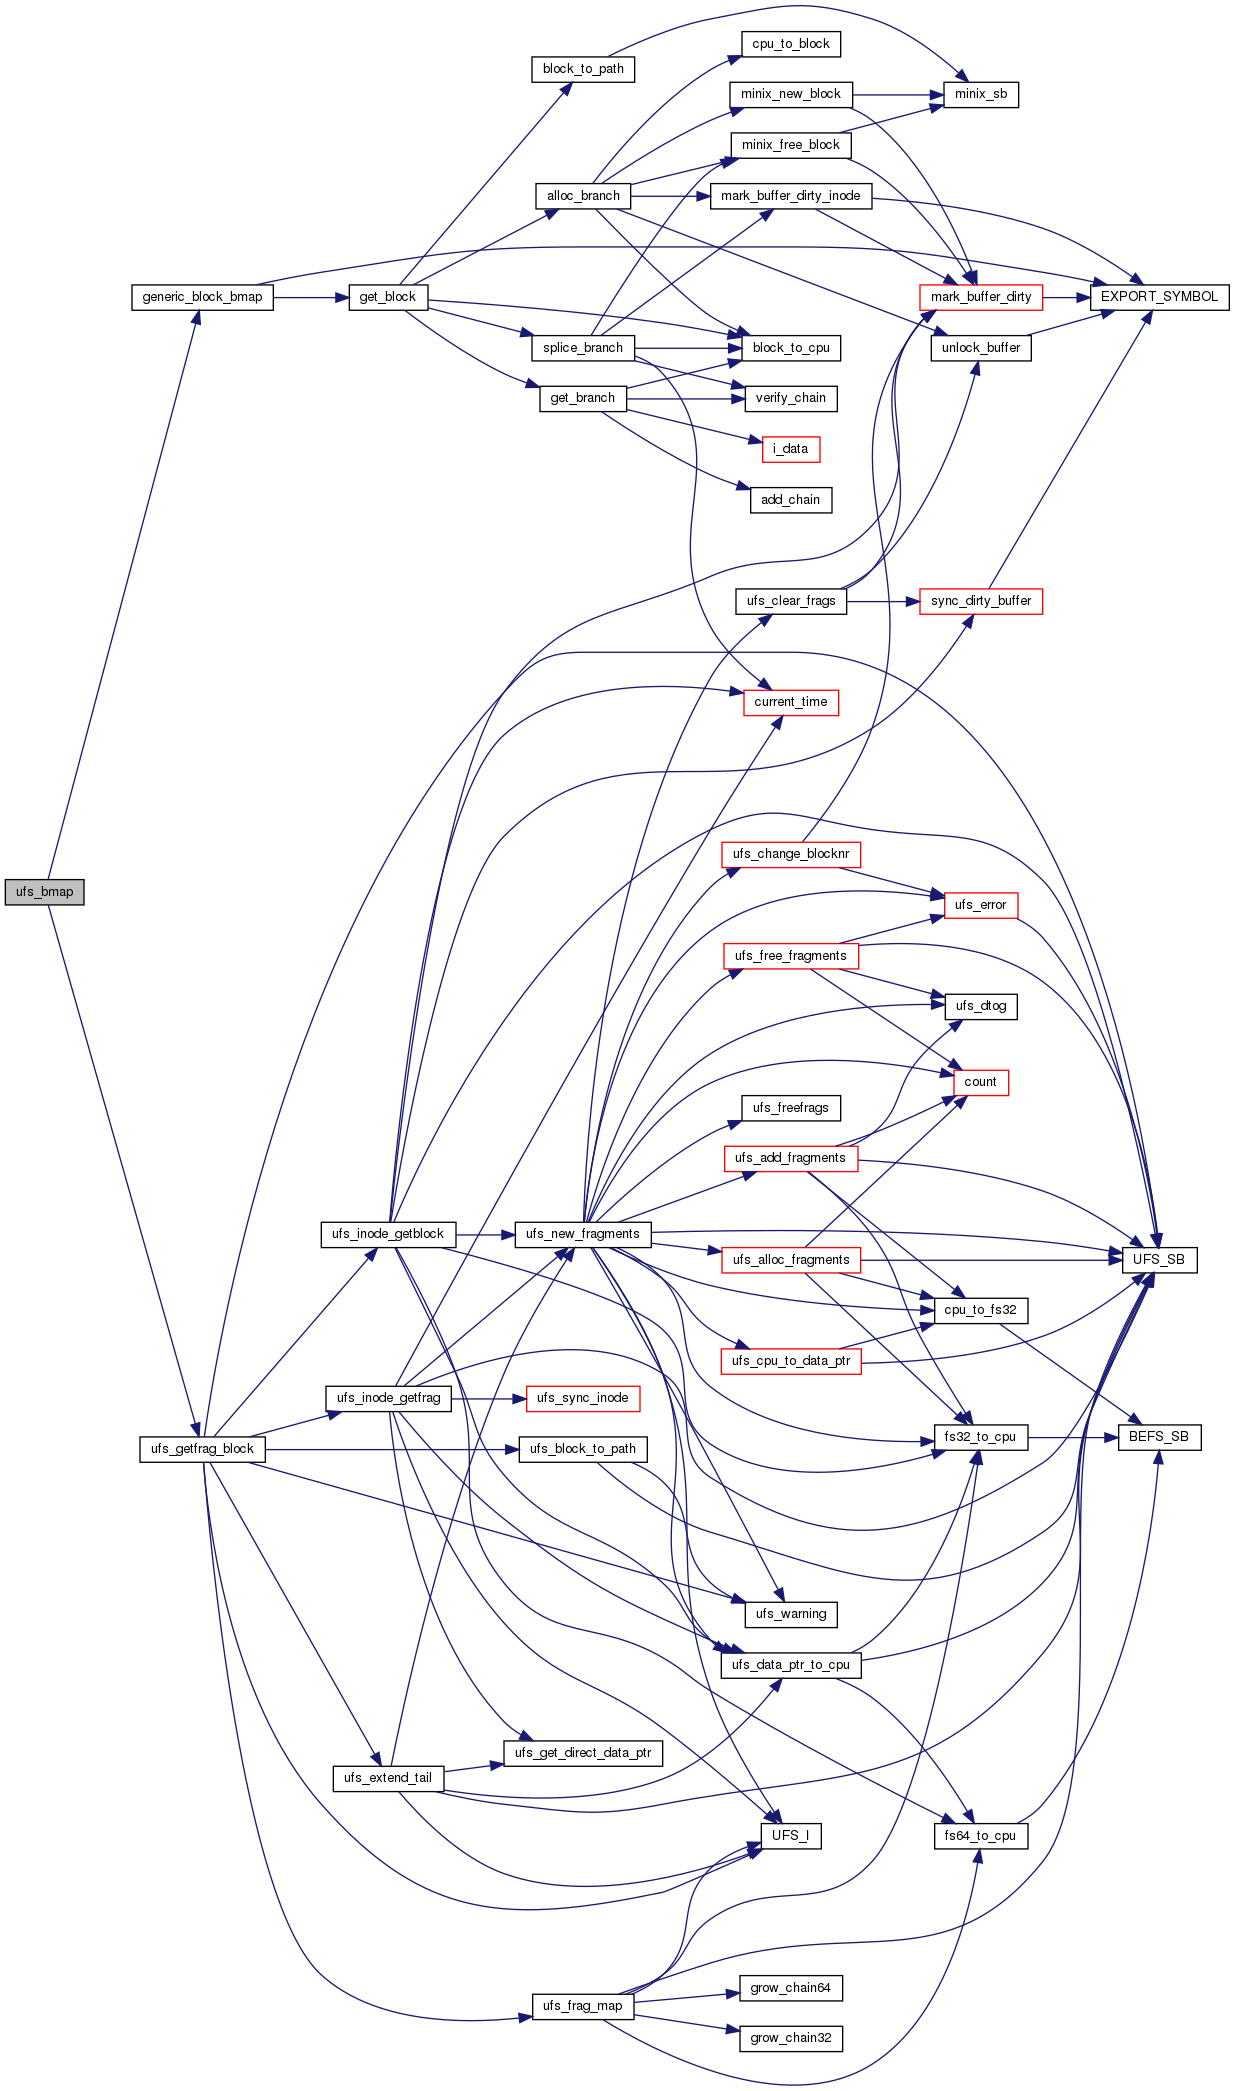 cpu_to_block
block_to_path
minix_new_block
minix_sb
minix_free_block
alloc_branch
mark_buffer_dirty_inode
generic_block_bmap
get_block
mark_buffer_dirty
EXPORT_SYMBOL
splice_branch
block_to_cpu
unlock_buffer
get_branch
verify_chain
i_data
add_chain
ufs_clear_frags
sync_dirty_buffer
current_time
ufs_change_blocknr
ufs_bmap
ufs_error
ufs_free_fragments
ufs_dtog
count
ufs_freefrags
ufs_add_fragments
ufs_inode_getblock
ufs_new_fragments
ufs_alloc_fragments
UFS_SB
cpu_to_fs32
ufs_cpu_to_data_ptr
ufs_inode_getfrag
ufs_sync_inode
ufs_getfrag_block
ufs_block_to_path
fs32_to_cpu
BEFS_SB
ufs_warning
ufs_data_ptr_to_cpu
ufs_get_direct_data_ptr
ufs_extend_tail
UFS_I
fs64_to_cpu
grow_chain64
ufs_frag_map
grow_chain32